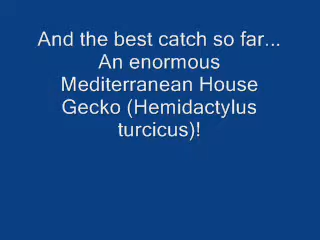 And the best catch so far...
An enormous
Mediterranean House
Gecko (Hemidactylus
turcicus)!